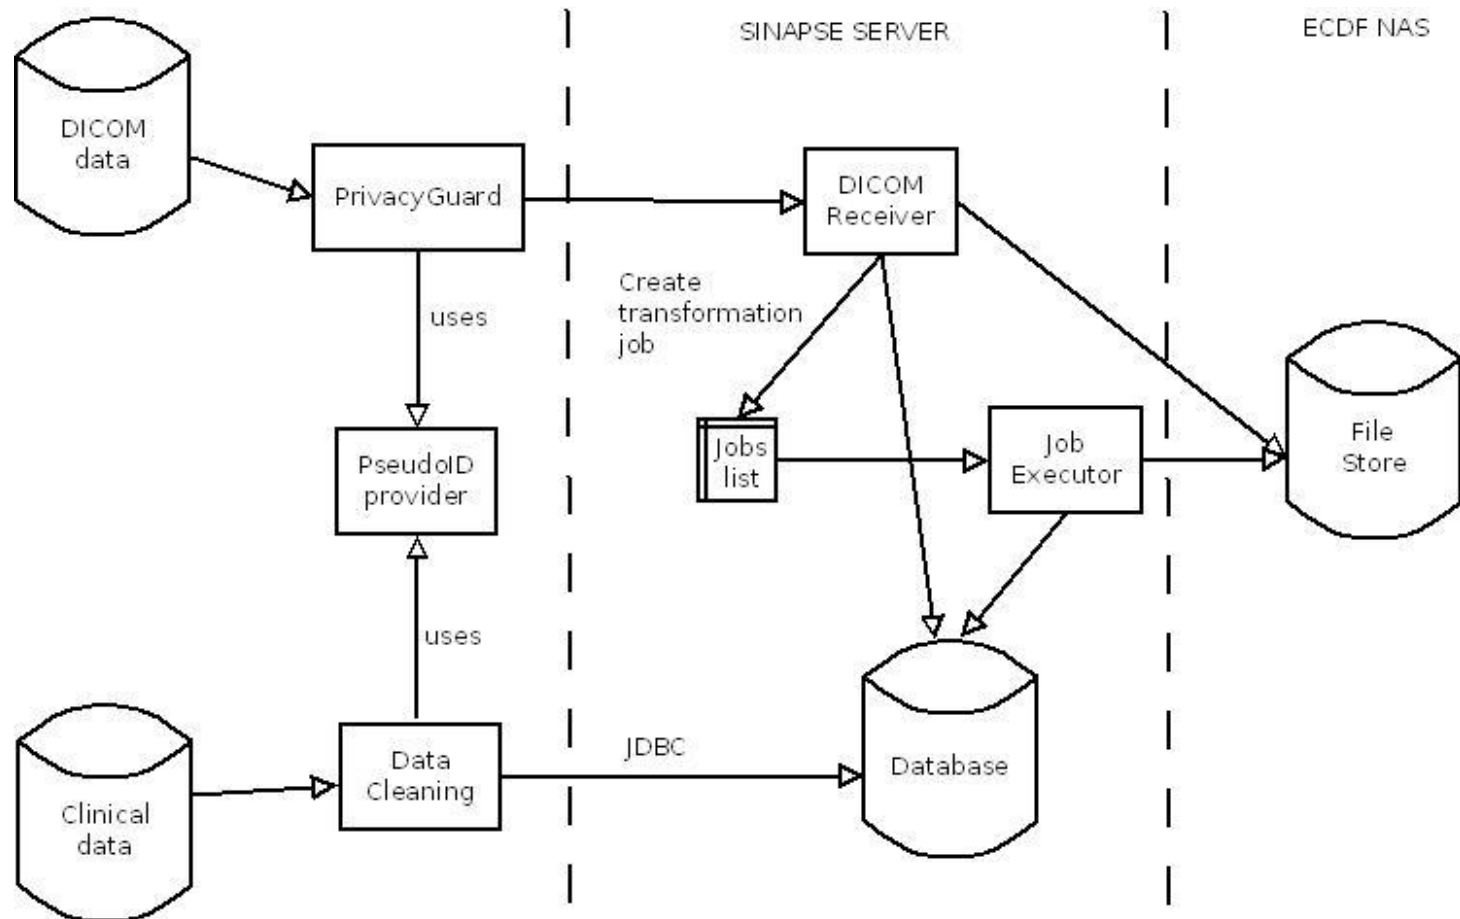 SINAPSE SERVER
ECDF NAS
DICOM
data
PrivacyGuard
DICOM
Receiver
Create
transformation
job
uses
Jobs
list
Job
Executor
File
Store
PseudoID
provider
uses
Data
Cleaning
JDBC
Database
Clinical
data